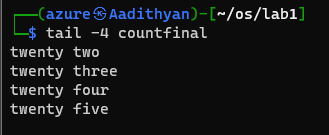 ┌──(azure㉿Aadithyan)-[~/os/lab1]
└─$ tail -4 countfinal
twenty two
twenty three
twenty four
twenty five